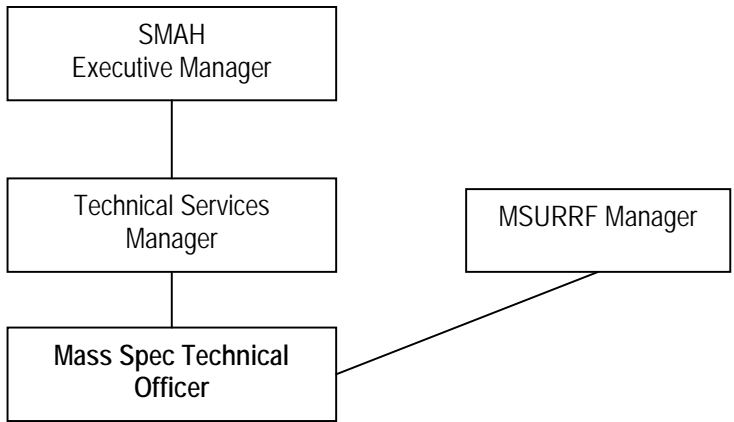 SMAH
Executive Manager
Technical Services
Manager
MSURRF Manager
Mass Spec Technical
Officer